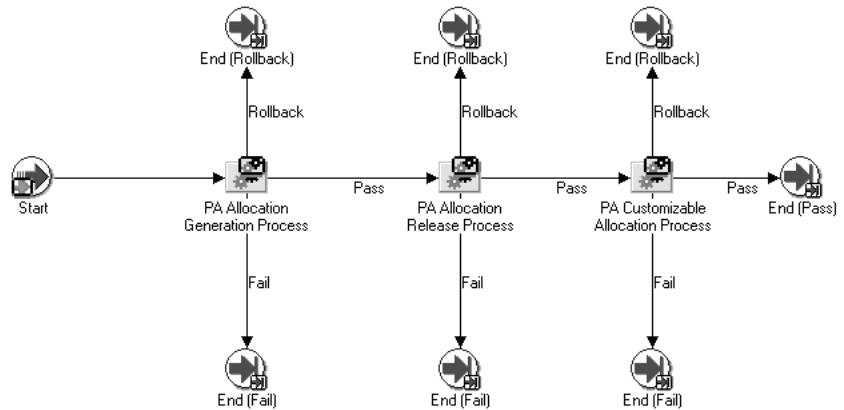 End (Rollback)
End (Rollback)
End (Rollback)
Rollback
Rollback
Rollback
Start
Pass
Pass
Pass
PA Allocation
Generation Process
PA Allocation
Release Process
PA Customizable
Allocation Process
End (Pass)
Fail
Fail
Fail
End (Fail)
End (Fail)
End (Fail)